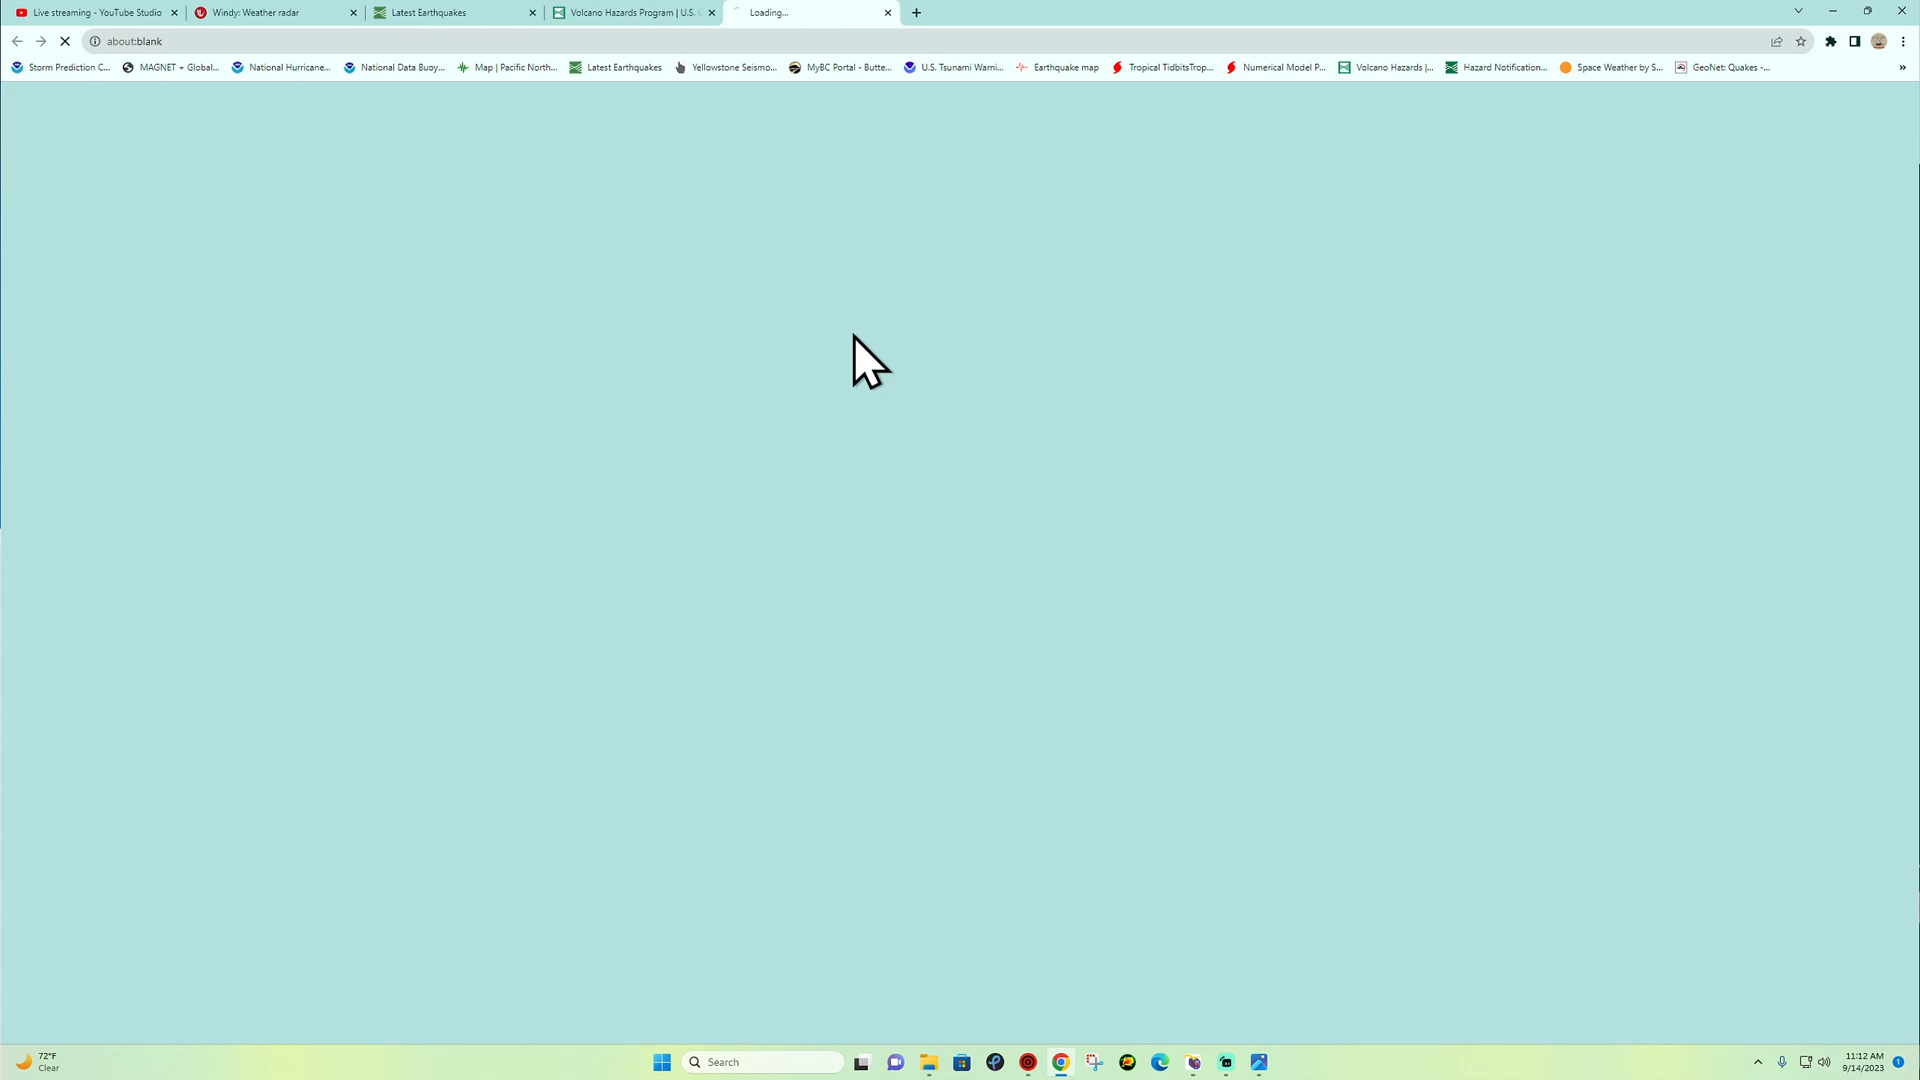 Live streaming - YouTube Studio
Windy: Weather radar
Latest Earthquakes
Volcano Hazards Program | U.S. G
Loading...
about:blank
Storm Prediction C...
MAGNET + Global...
National Hurricane...
National Data Buoy...
Map | Pacific North...
Latest Earthquakes
Yellowstone Seismo...
MyBC Portal - Butte...
U.S. Tsunami Warni...
Earthquake map
Tropical TidbitsTrop...
Numerical Model P...
Volcano Hazards |...
Hazard Notification...
Space Weather by S...
GeoNet: Quakes -...
72°F
Clear
Search
11:12 AM
9/14/2023
1